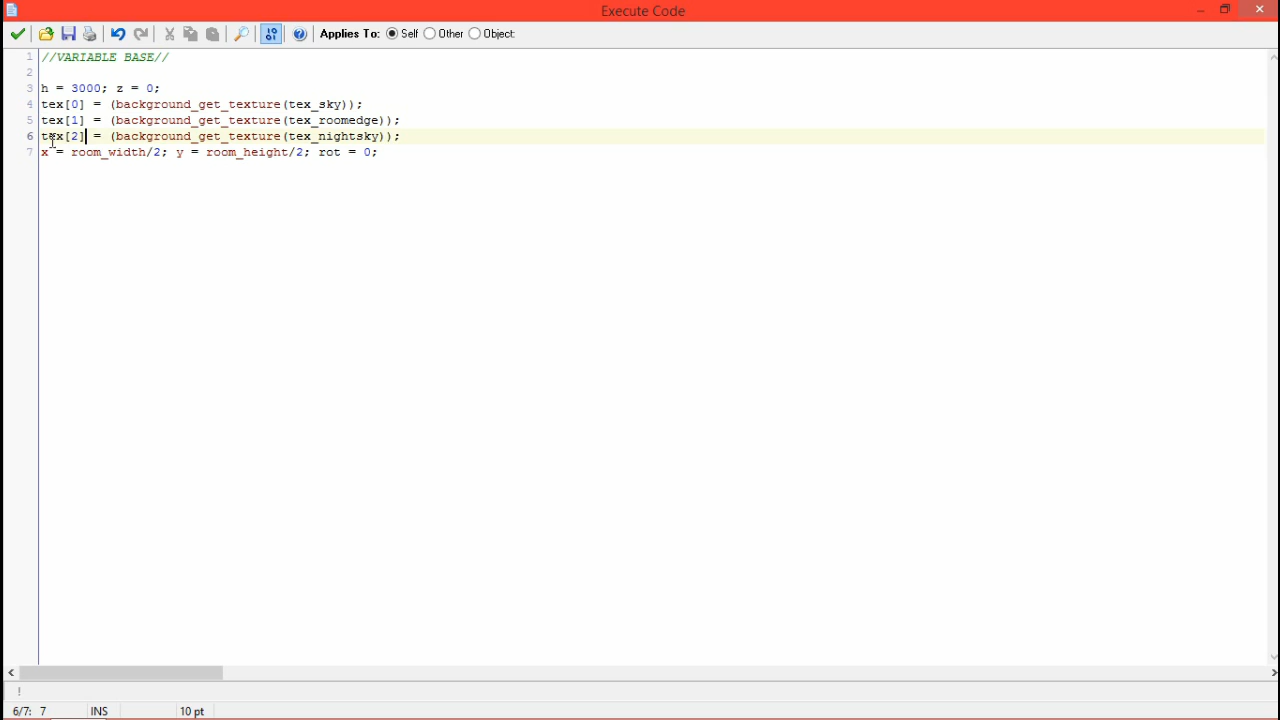 Execute Code
Applies To: Self Other Object:
1 //VARIABLE BASE//
2
3 h = 3000; z = 0;
4 tex[0] = (background_get_texture(tex_sky));
5 tex[1] = (background_get_texture(tex_roomedge));
6 tex[2] = (background_get_texture(tex_nightsky));
7 x = room_width/2; y = room_height/2; rot = 0;
!
6/7: 7 INS 10 pt